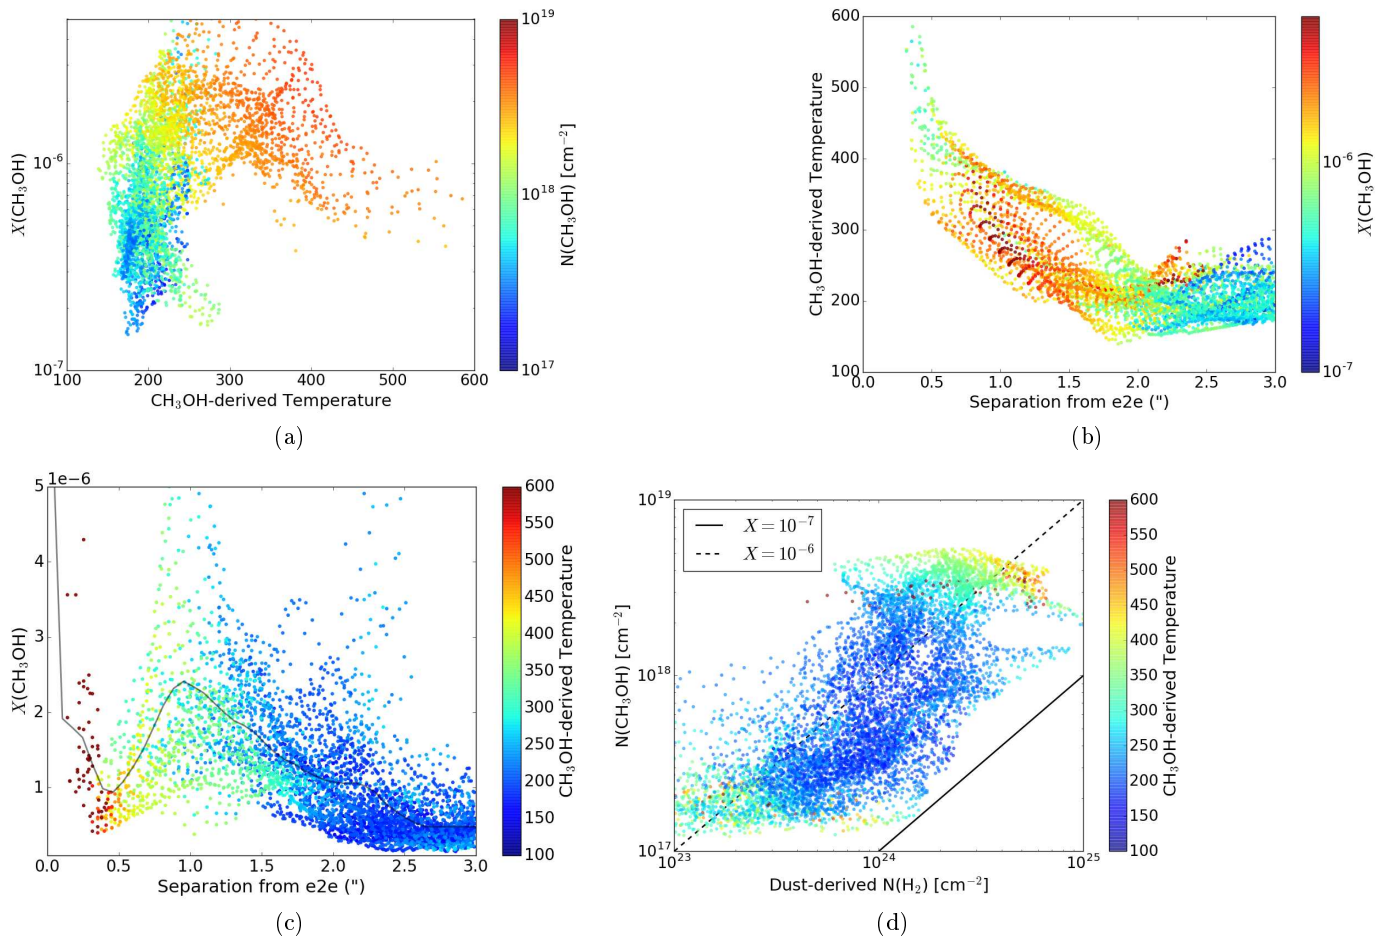 10^19
10^18
10^17
N(CH₃OH) [cm⁻²]
X(CH₃OH)
10^-6
10^-7
100 200 300 400 500 600
CH₃OH-derived Temperature
(a)
600
500
400
300
200
100
CH₃OH-derived Temperature
0.0 0.5 1.0 1.5 2.0 2.5 3.0
Separation from e2e (")
10^-6
10^-7
X(CH₃OH)
(b)
1e-6
5
4
3
2
1
X(CH₃OH)
0.0 0.5 1.0 1.5 2.0 2.5 3.0
Separation from e2e (")
600
550
500
450
400
350
300
250
200
150
100
CH₃OH-derived Temperature
(c)
X = 10^-7
X = 10^-6
10^19
10^18
10^17
N(CH₃OH) [cm⁻²]
10^23 10^24 10^25
Dust-derived N(H₂) [cm⁻²]
600
550
500
450
400
350
300
250
200
150
100
CH₃OH-derived Temperature
(d)